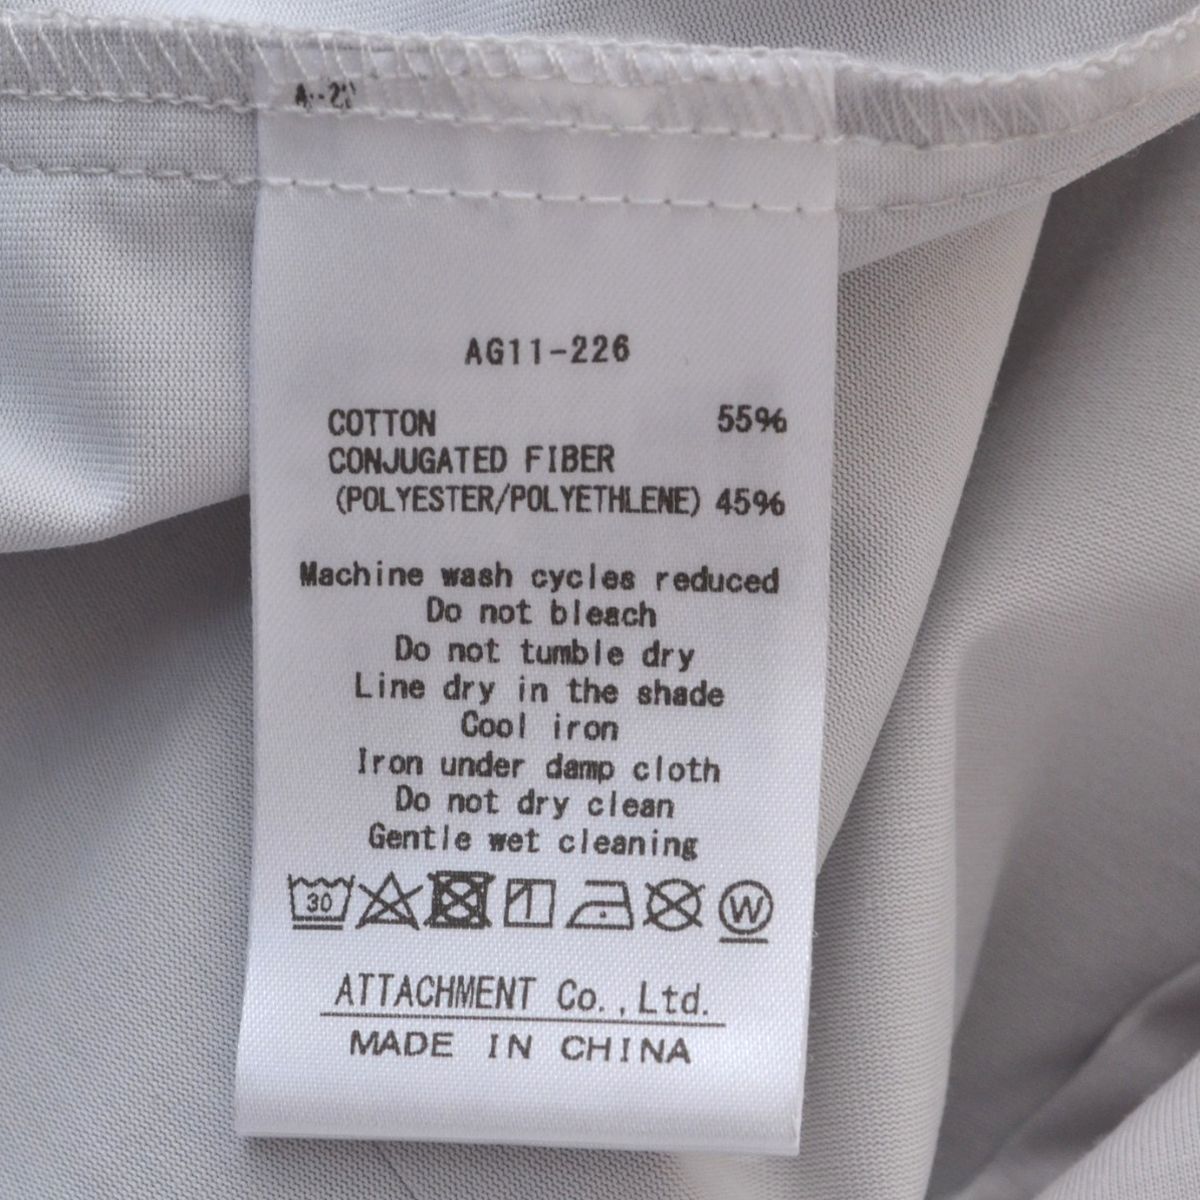 AG11-226
COTTON 55%
CONJUGATED FIBER
(POLYESTER/POLYETHLENE) 45%
Machine wash cycles reduced
Do not bleach
Do not tumble dry
Line dry in the shade
Cool iron
Iron under damp cloth
Do not dry clean
Gentle wet cleaning
30 W
ATTACHMENT Co.,Ltd.
MADE IN CHINA